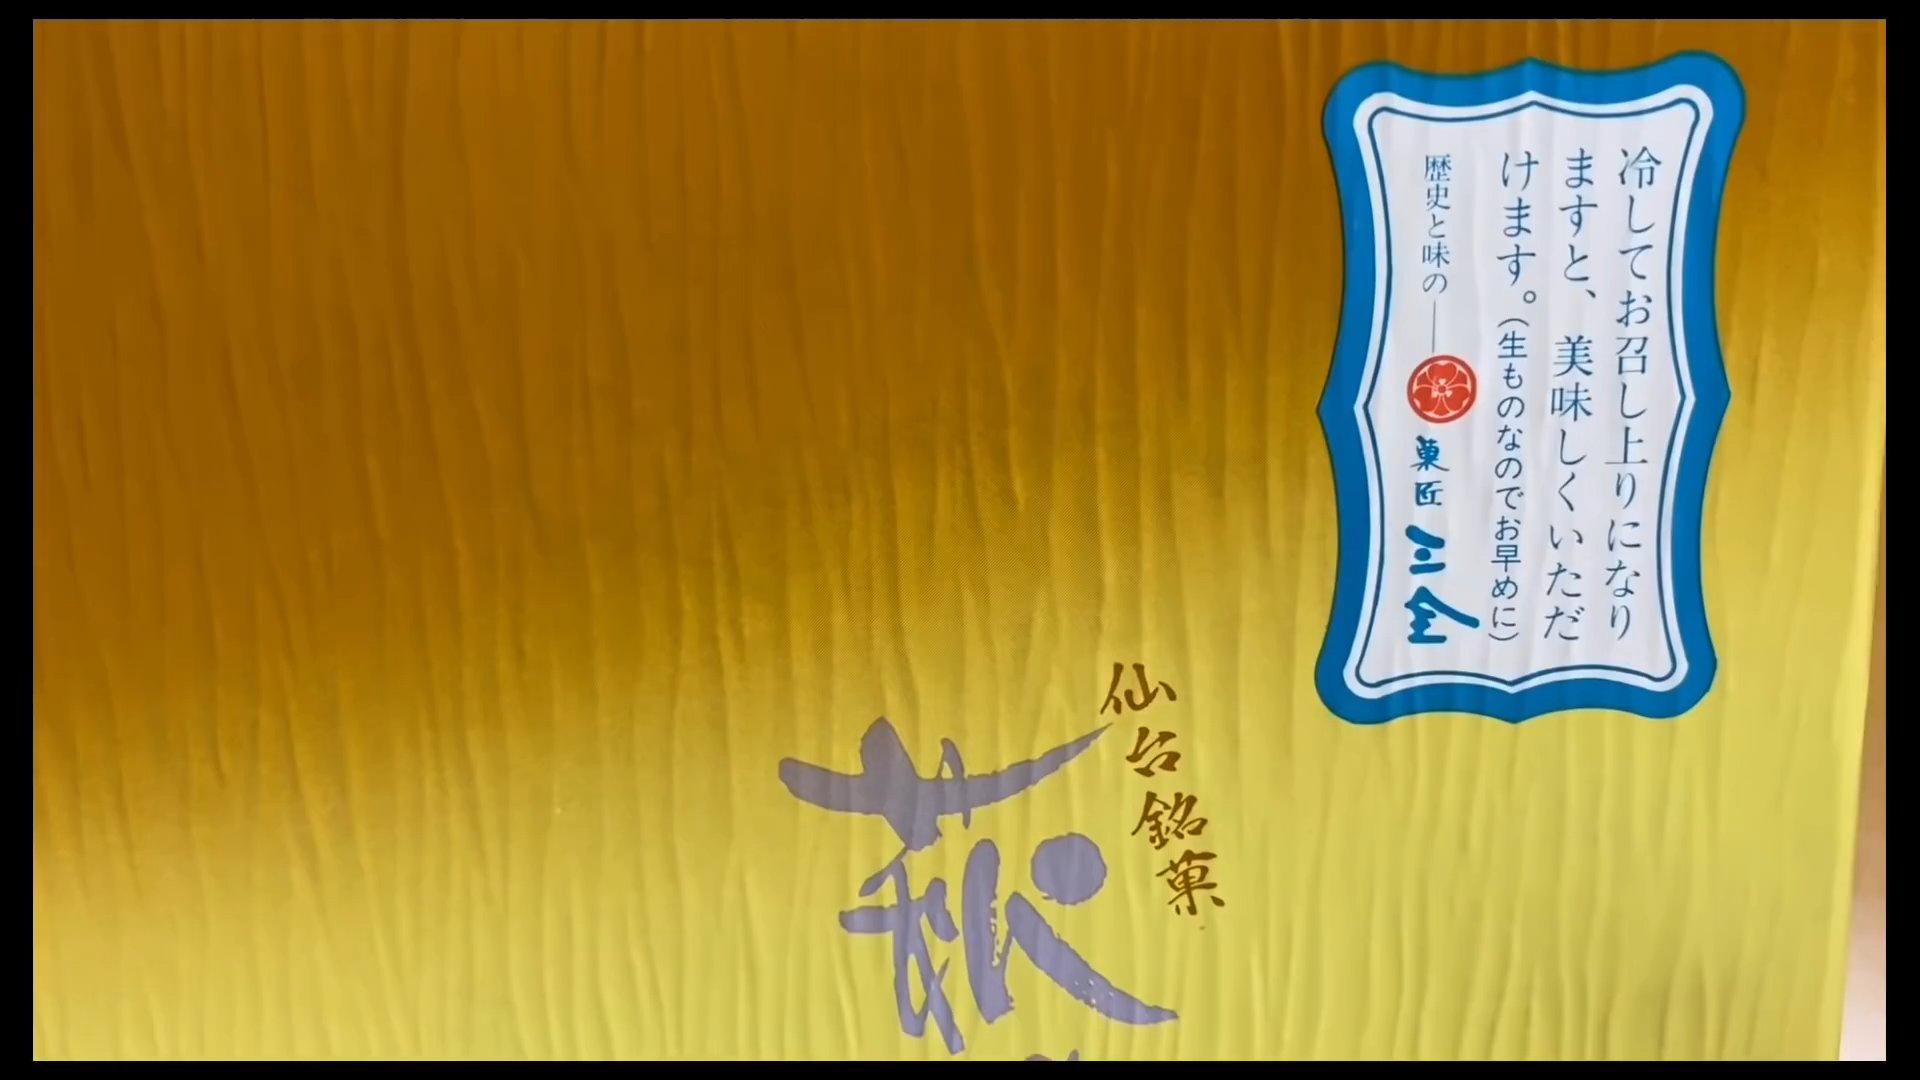 冷してお召し上りになり
ますと、美味しくいただ
けます。(生ものなのでお早めに)
歴史と味の――菓匠三全
仙台銘菓
萩